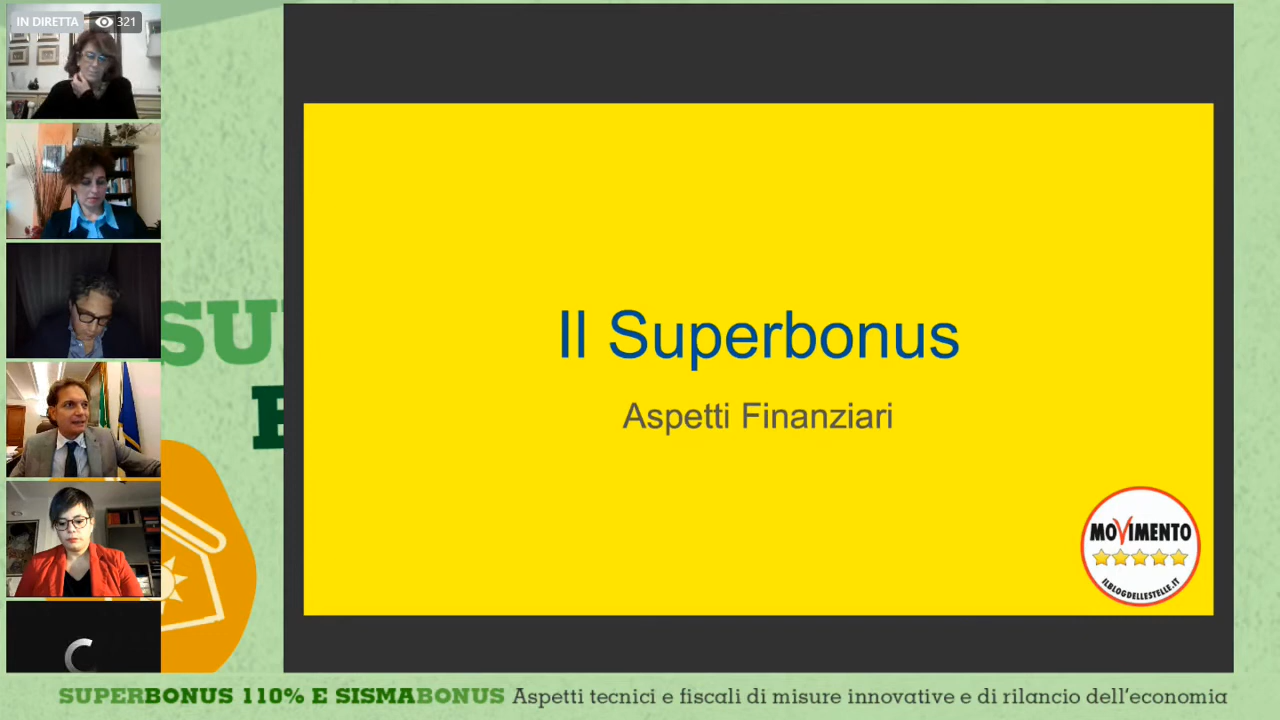 IN DIRETTA 321
SU
Il Superbonus
Aspetti Finanziari
MOVIMENTO
ILBLOGDELLESTELLE.IT
SUPERBONUS 110% E SISMABONUS Aspetti tecnici e fiscali di misure innovative e di rilancio dell'economia